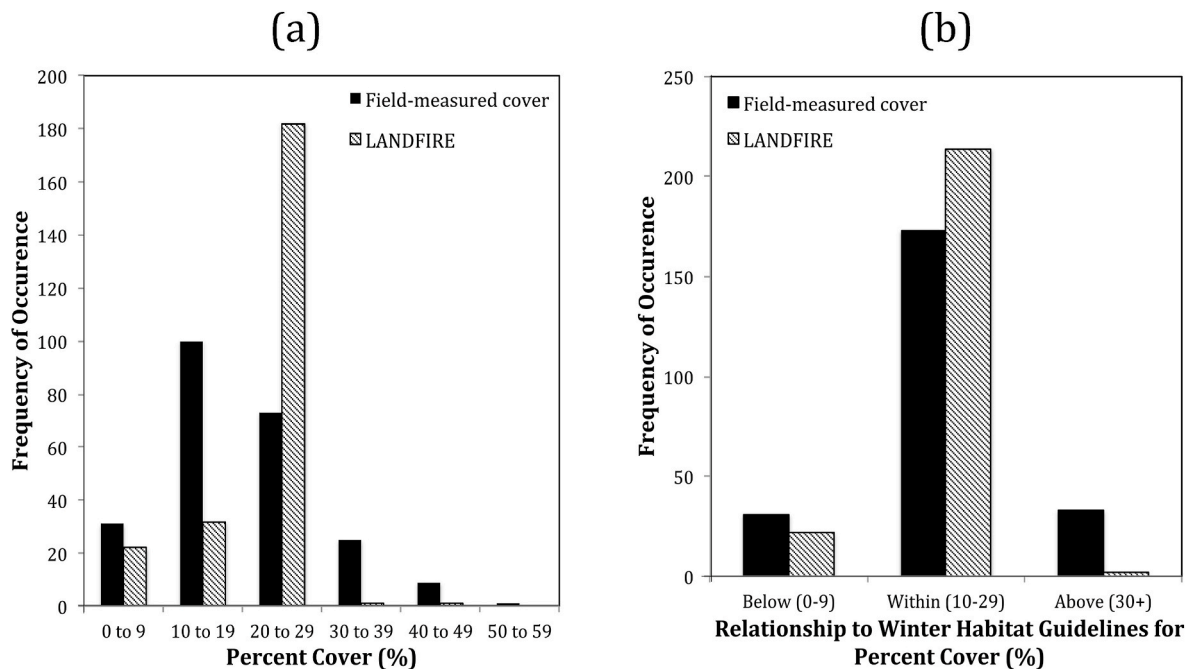 (a)
200
180
160
140
120
100
80
60
40
20
0
Frequency of Occurence
Field-measured cover
LANDFIRE
0 to 9
10 to 19
20 to 29
30 to 39
40 to 49
50 to 59
Percent Cover (%)
(b)
250
200
150
100
50
0
Frequency of Occurence
Field-measured cover
LANDFIRE
Below (0-9)
Within (10-29)
Above (30+)
Relationship to Winter Habitat Guidelines for
Percent Cover (%)